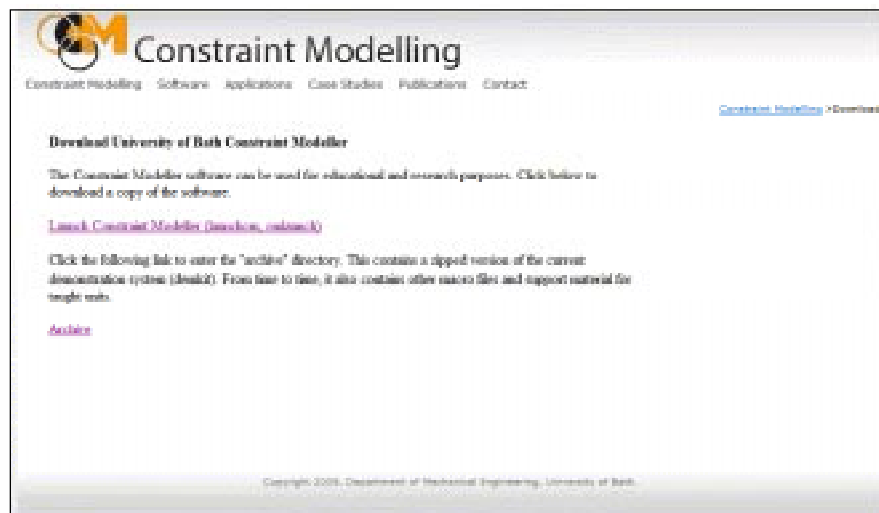 Constraint Modelling
Constraint Modelling Software Applications Case Studies Publications Contact
Constraint Modelling >Download
Download University of Bath Constraint Modeller
The Constraint Modeller software can be used for educational and research purposes. Click below to
download a copy of the software.
Launch Constraint Modeller
Click the following link to enter the "archive" directory. This contains a zipped version of the current
demonstration system From time to time, it also contains other macro files and support material for
taught units.
Archive
Copyright Department of Mechanical Engineering, University of Bath